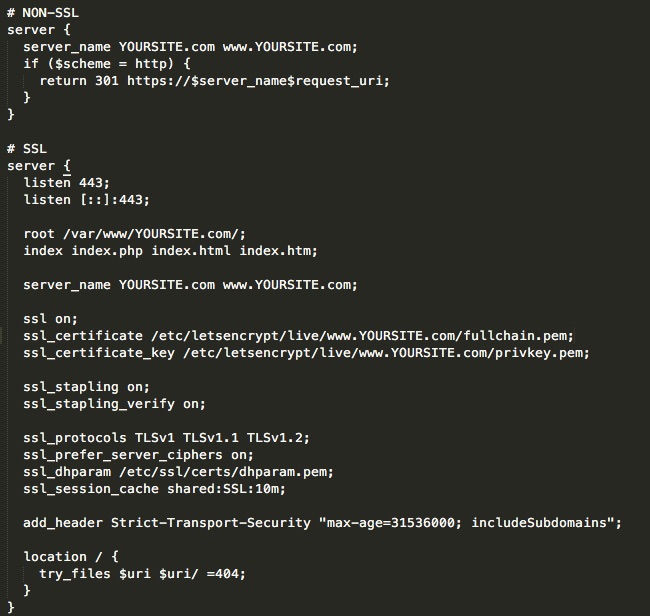 # NON-SSL
server {
server_name YOURSITE.com www.YOURSITE.com;
if ($scheme = http) {
return 301 https://$server_name$request_uri;
}
}
# SSL
server {
listen 443;
listen [::]:443;
root /var/www/YOURSITE.com/;
index index.php index.html index.htm;
server_name YOURSITE.com www.YOURSITE.com;
ssl on;
ssl_certificate /etc/letsencrypt/live/www.YOURSITE.com/fullchain.pem;
ssl_certificate_key /etc/letsencrypt/live/www.YOURSITE.com/privkey.pem;
ssl_stapling on;
ssl_stapling_verify on;
ssl_protocols TLSv1 TLSv1.1 TLSv1.2;
ssl_prefer_server_ciphers on;
ssl_dhparam /etc/ssl/certs/dhparam.pem;
ssl_session_cache shared:SSL:10m;
add_header Strict-Transport-Security "max-age=31536000; includeSubdomains";
location / {
try_files $uri $uri/ =404;
}
}